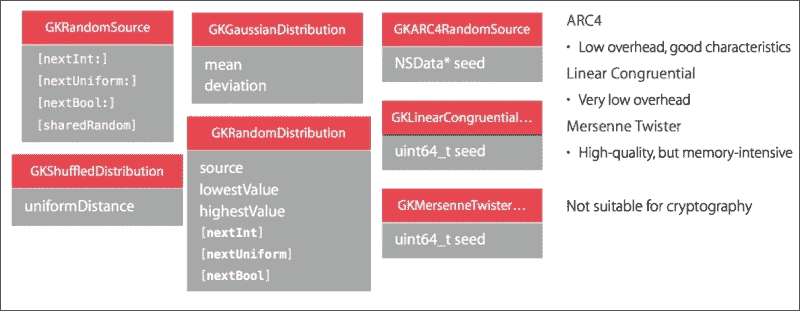 GKRandomSource
[nextInt:]
[nextUniform:]
[nextBool:]
[sharedRandom]
GKShuffledDistribution
uniformDistance
GKGaussianDistribution
mean
deviation
GKRandomDistribution
source
lowestValue
highestValue
[nextInt]
[nextUniform]
[nextBool]
GKARC4RandomSource
NSData* seed
GKLinearCongruential...
uint64_t seed
GKMersenneTwister...
uint64_t seed
ARC4
• Low overhead, good characteristics
Linear Congruential
• Very low overhead
Mersenne Twister
• High-quality, but memory-intensive
Not suitable for cryptography